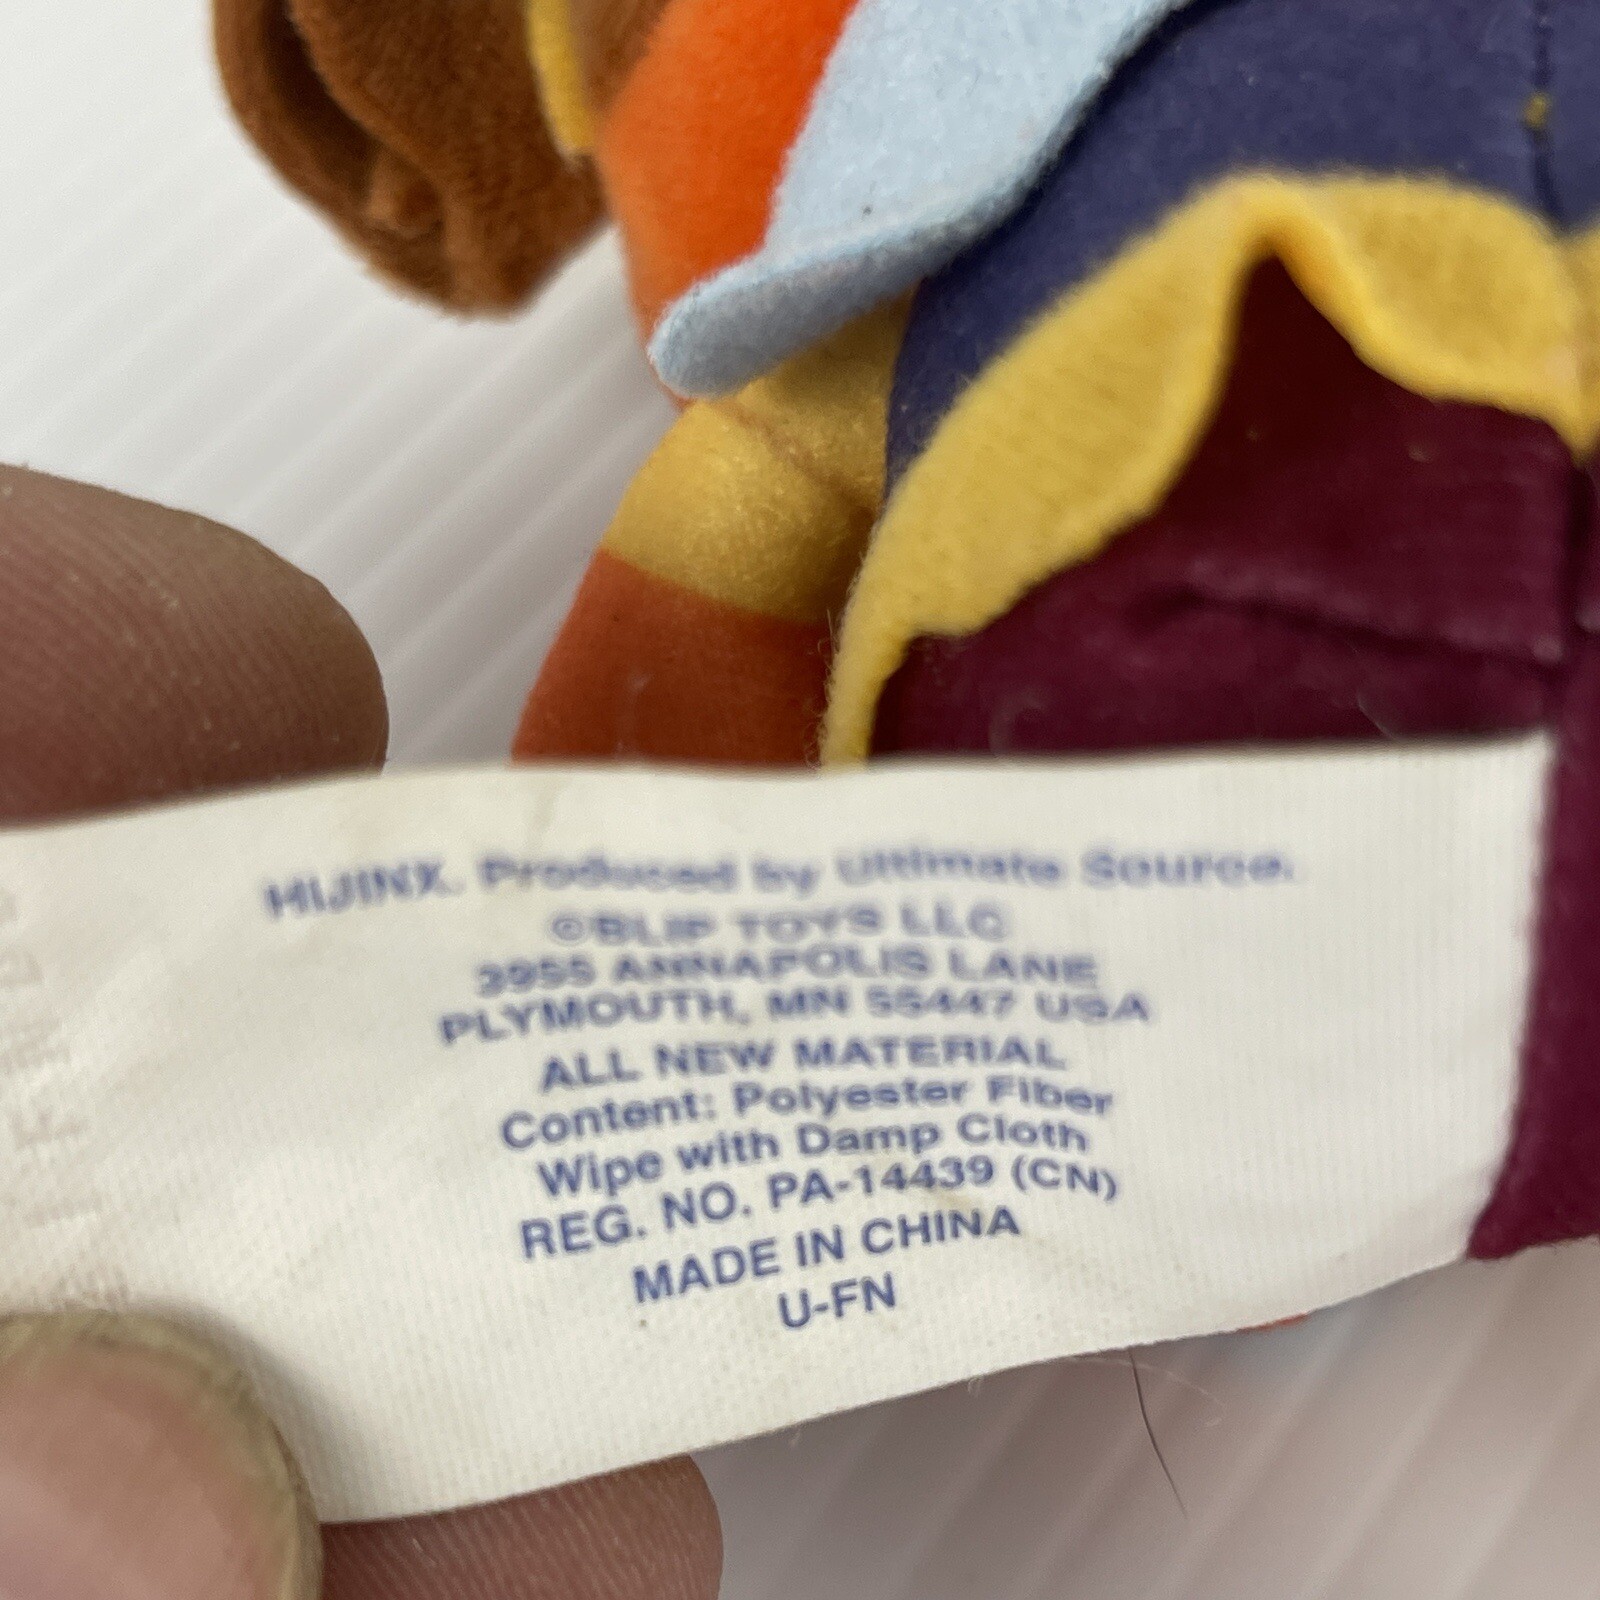 HIJINX. Produced by Ultimate Source.
©BLIP TOYS LLC
3955 ANNAPOLIS LANE
PLYMOUTH, MN 55447 USA
ALL NEW MATERIAL
Content: Polyester Fiber
Wipe with Damp Cloth
REG. NO. PA-14439 (CN)
MADE IN CHINA
U-FN